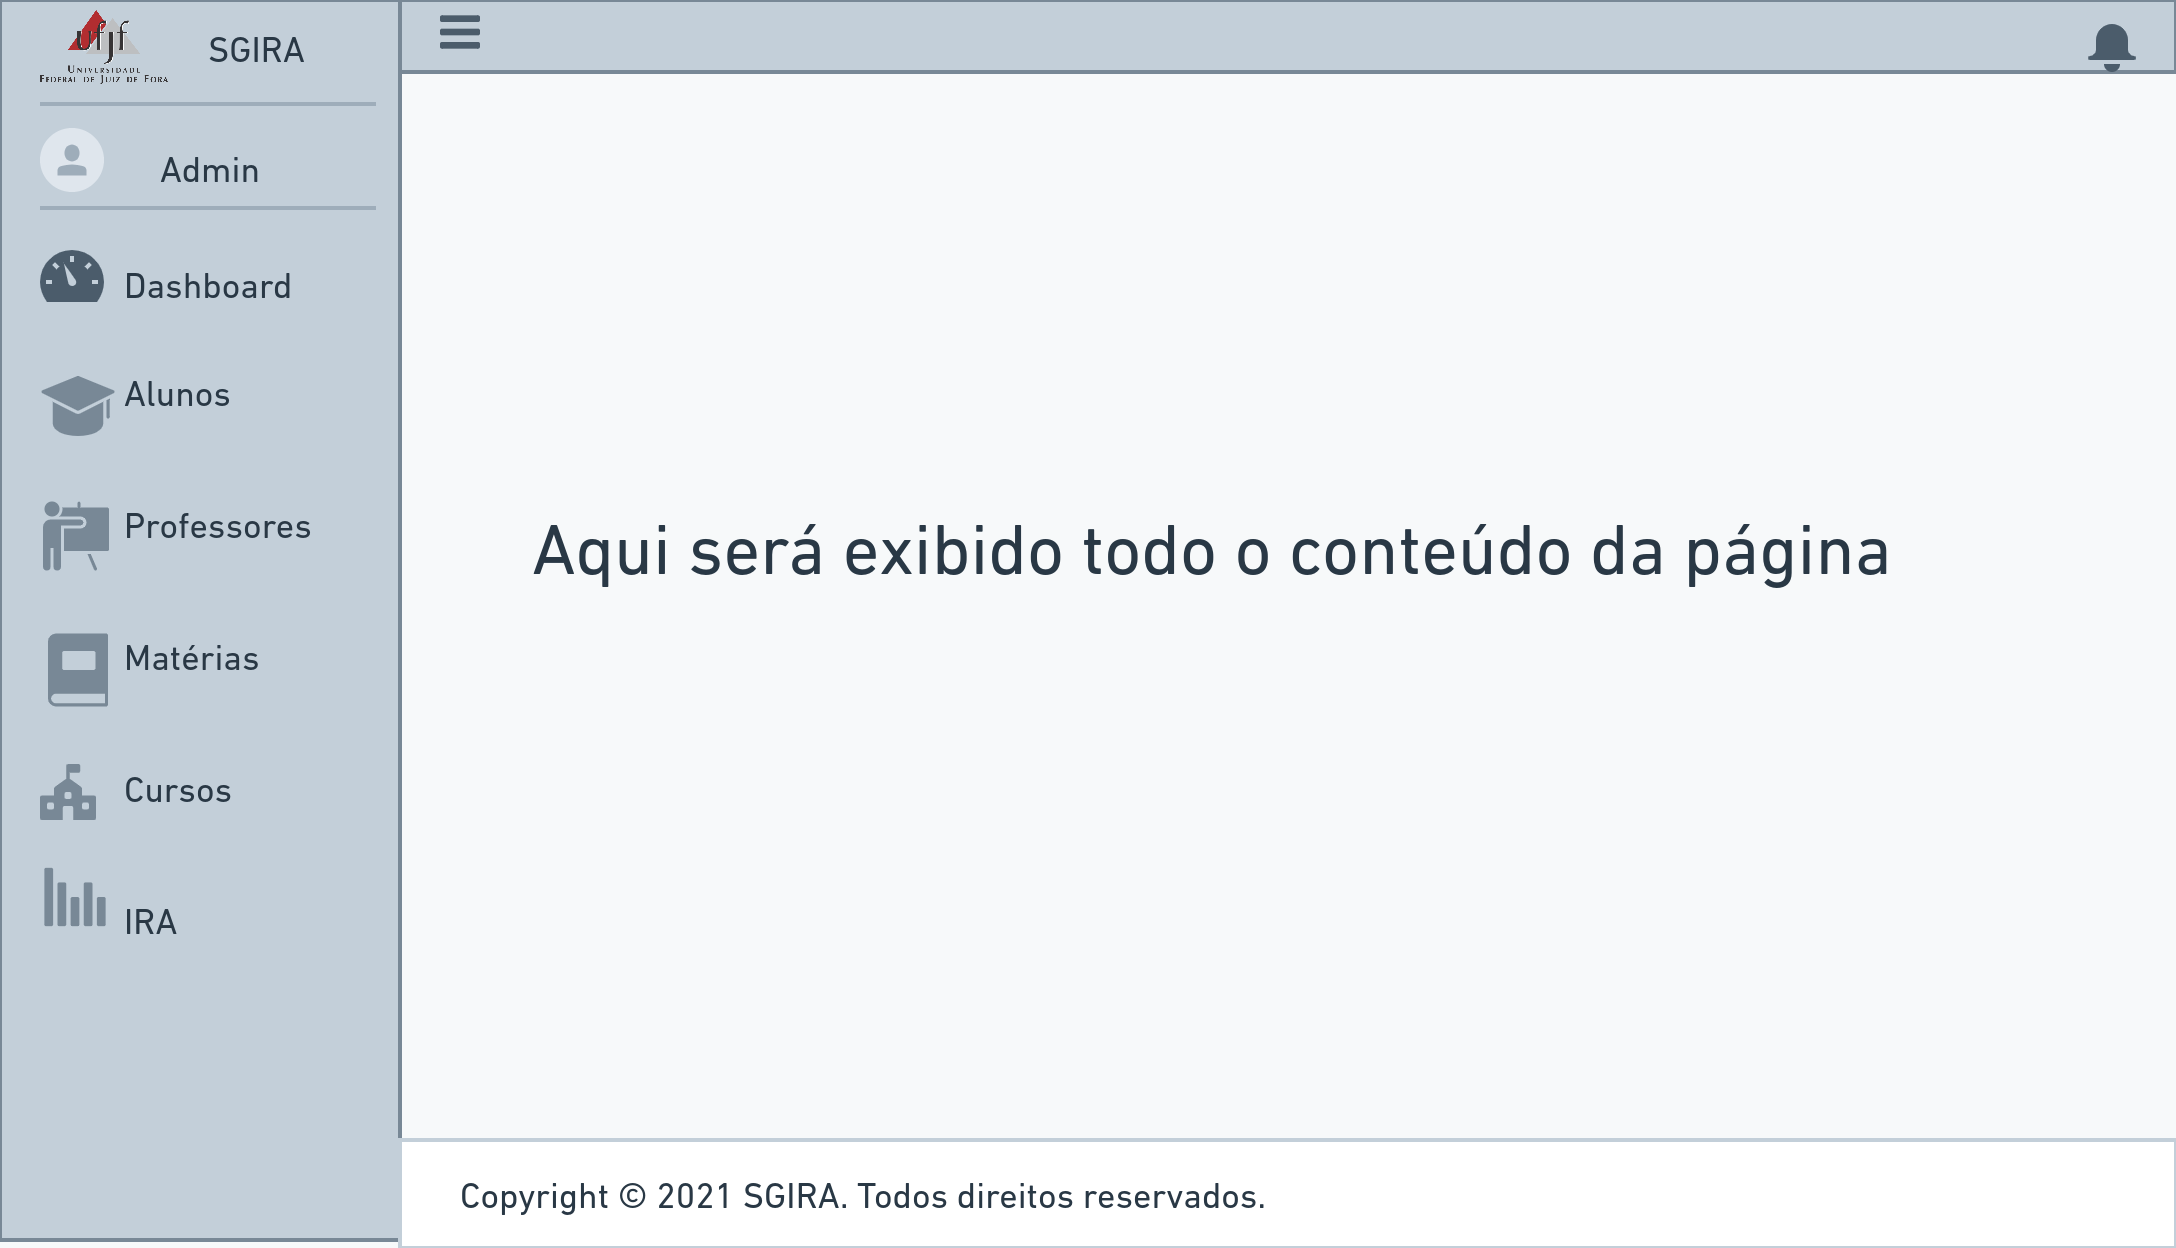 ufjf
UNIVERSIDADE
FEDERAL DE JUIZ DE FORA
SGIRA
Admin
Dashboard
Alunos
Professores
Matérias
Cursos
IRA
Aqui será exibido todo o conteúdo da página
Copyright © 2021 SGIRA. Todos direitos reservados.